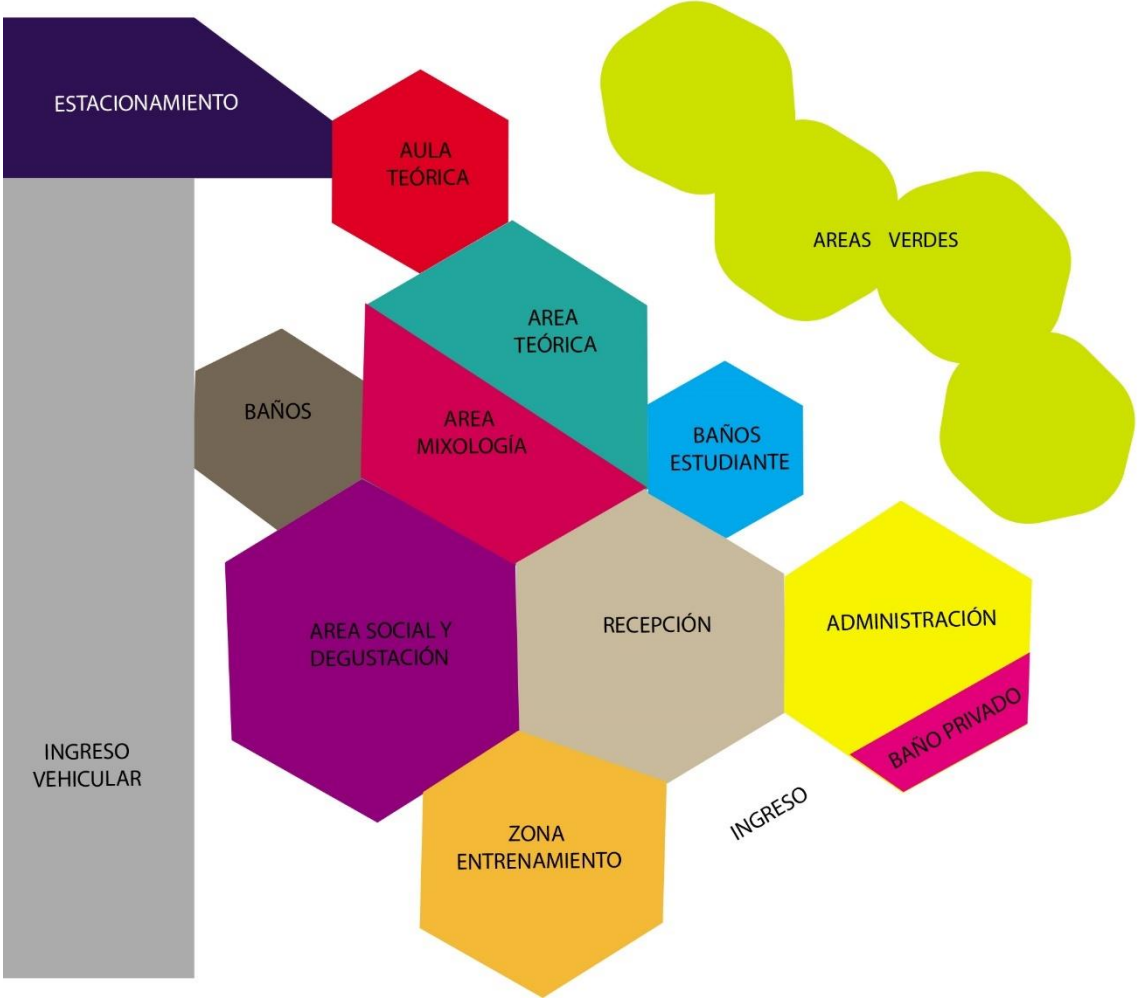 ESTACIONAMIENTO
AULA
TEÓRICA
AREAS VERDES
AREA
TEÓRICA
BAÑOS
AREA
MIXOLOGÍA
BAÑOS
ESTUDIANTE
AREA SOCIAL Y
DEGUSTACIÓN
RECEPCIÓN
ADMINISTRACIÓN
BAÑO PRIVADO
INGRESO
VEHICULAR
INGRESO
ZONA
ENTRENAMIENTO